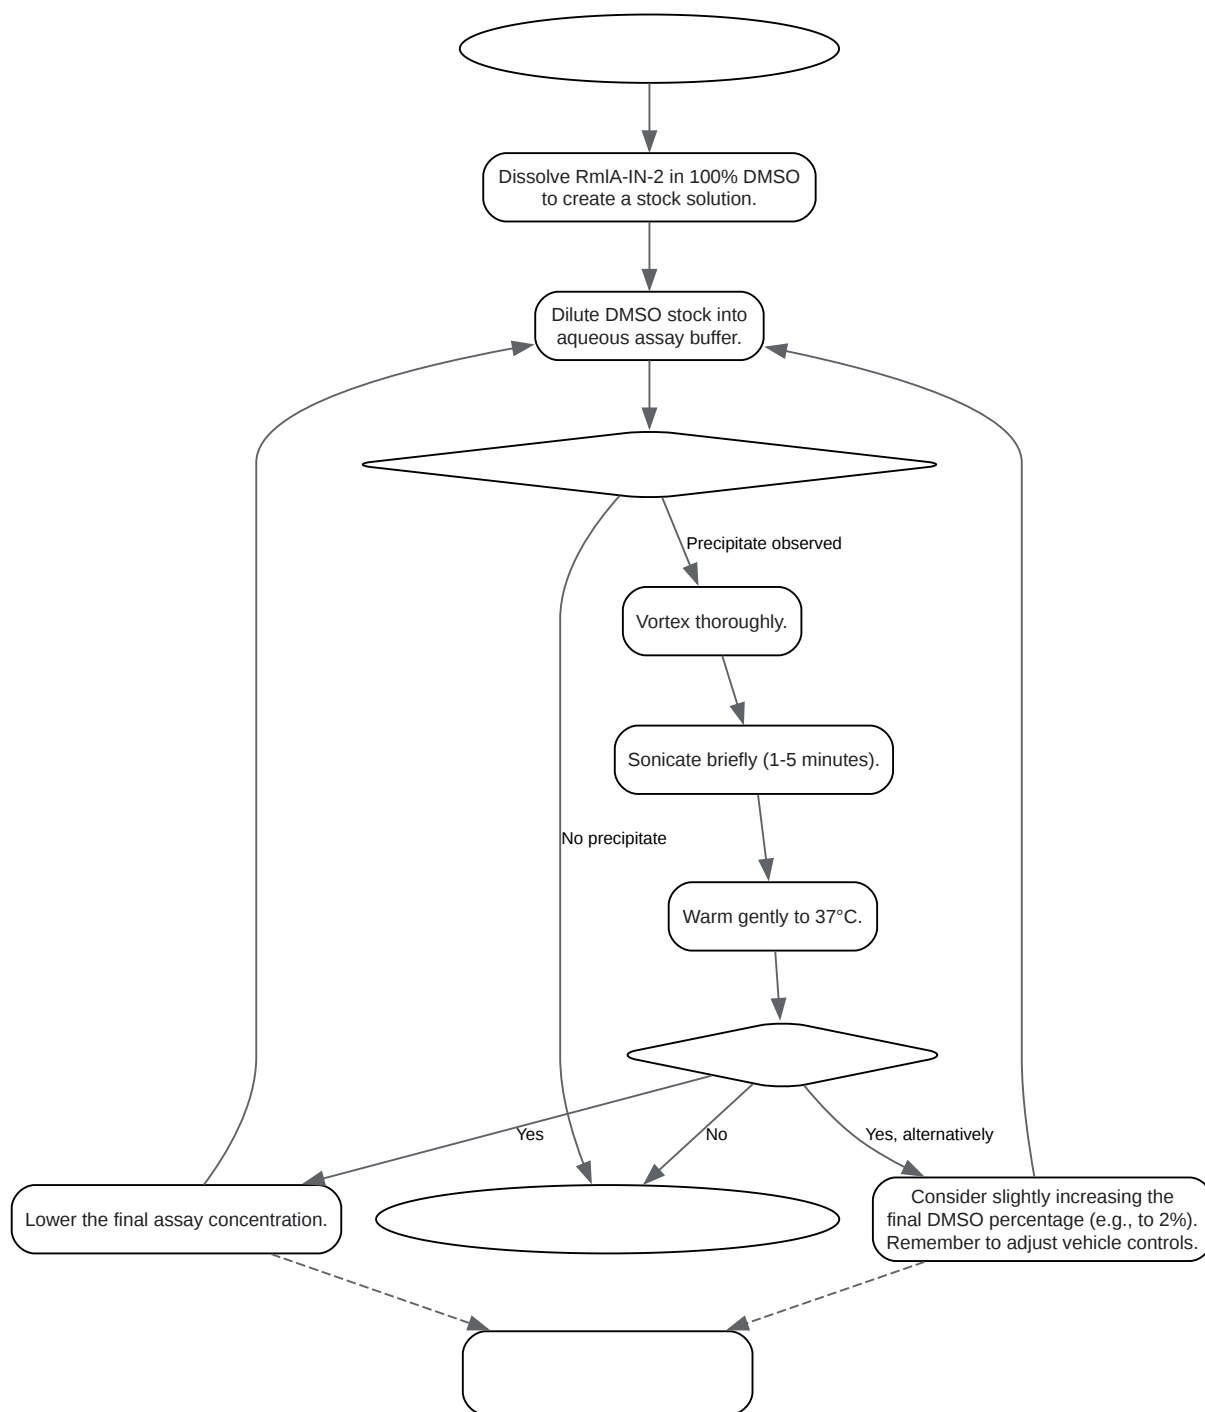 Dissolve RmlA-IN-2 in 100% DMSO
to create a stock solution.
Dilute DMSO stock into
aqueous assay buffer.
Precipitate observed
Vortex thoroughly.
Sonicate briefly (1-5 minutes).
No precipitate
Warm gently to 37°C.
Yes
No
Yes, alternatively
Lower the final assay concentration.
Consider slightly increasing the
final DMSO percentage (e.g., to 2%).
Remember to adjust vehicle controls.